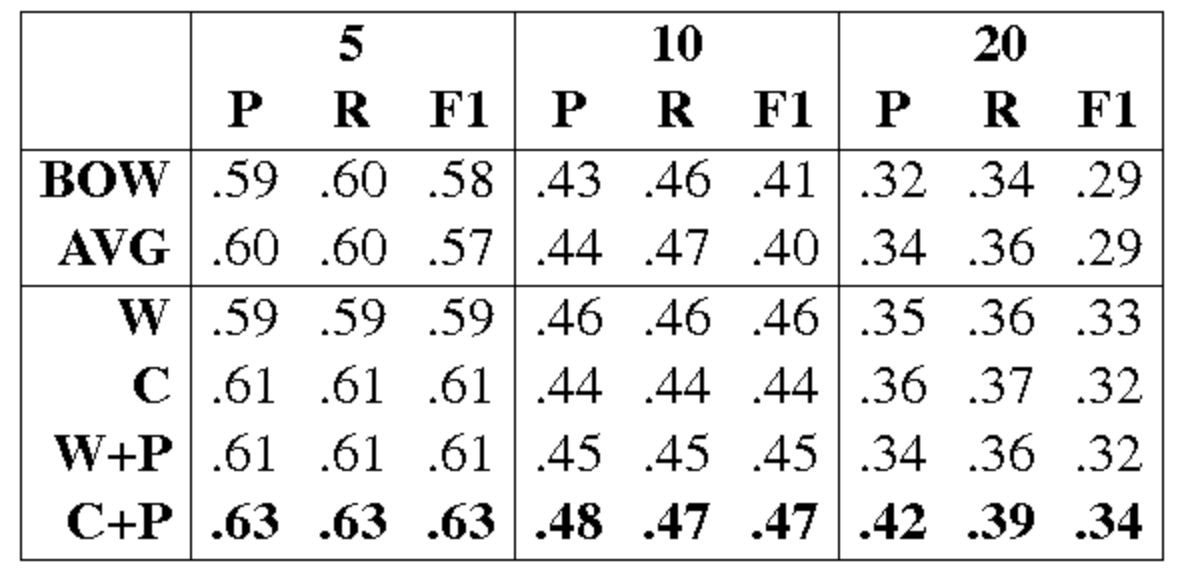 5 10 20
P R F1 P R F1 P R F1
BOW .59 .60 .58 .43 .46 .41 .32 .34 .29
AVG .60 .60 .57 .44 .47 .40 .34 .36 .29
W .59 .59 .59 .46 .46 .46 .35 .36 .33
C .61 .61 .61 .44 .44 .44 .36 .37 .32
W+P .61 .61 .61 .45 .45 .45 .34 .36 .32
C+P .63 .63 .63 .48 .47 .47 .42 .39 .34